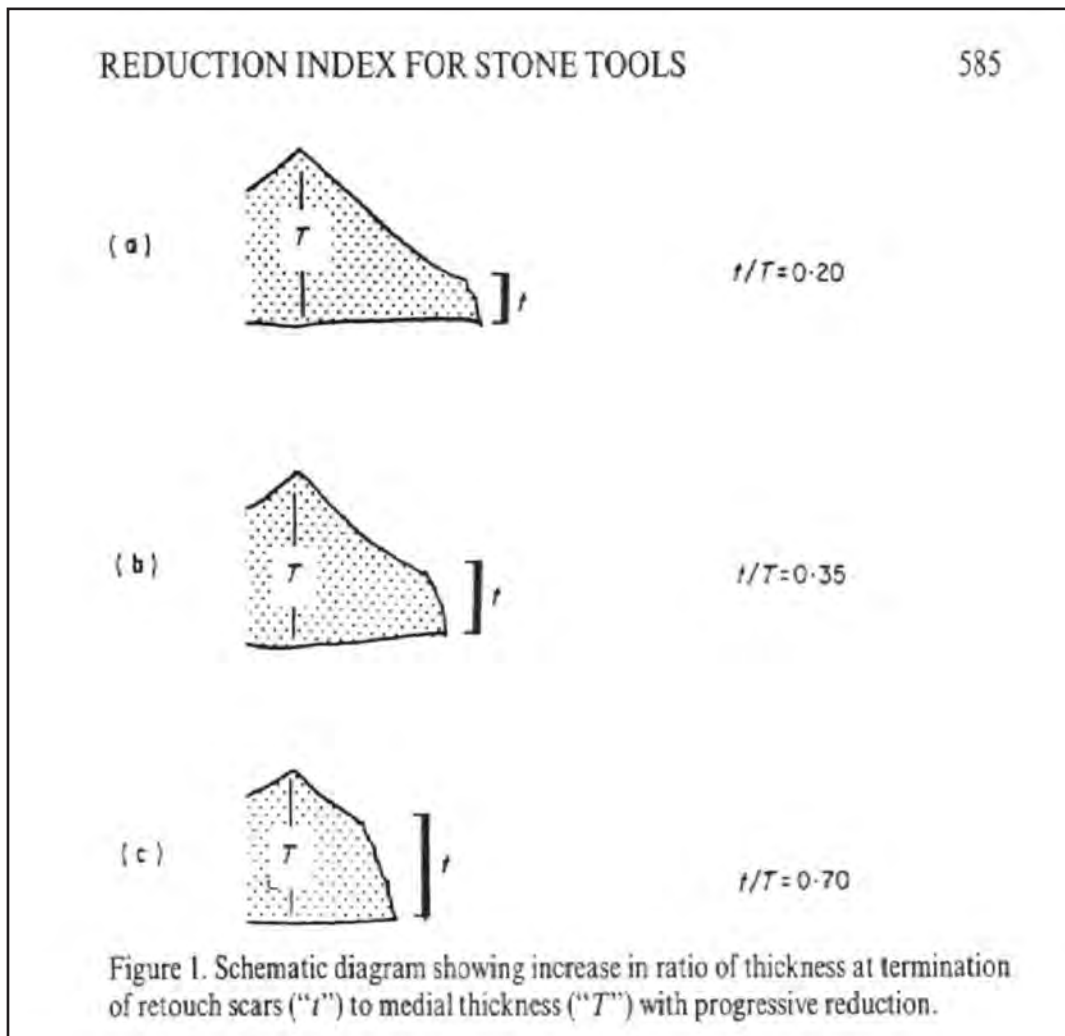 REDUCTION INDEX FOR STONE TOOLS 585
(a) T t t/T=0·20
(b) T t t/T=0·35
(c) T t t/T=0·70
Figure 1. Schematic diagram showing increase in ratio of thickness at termination
of retouch scars (“t”) to medial thickness (“T”) with progressive reduction.